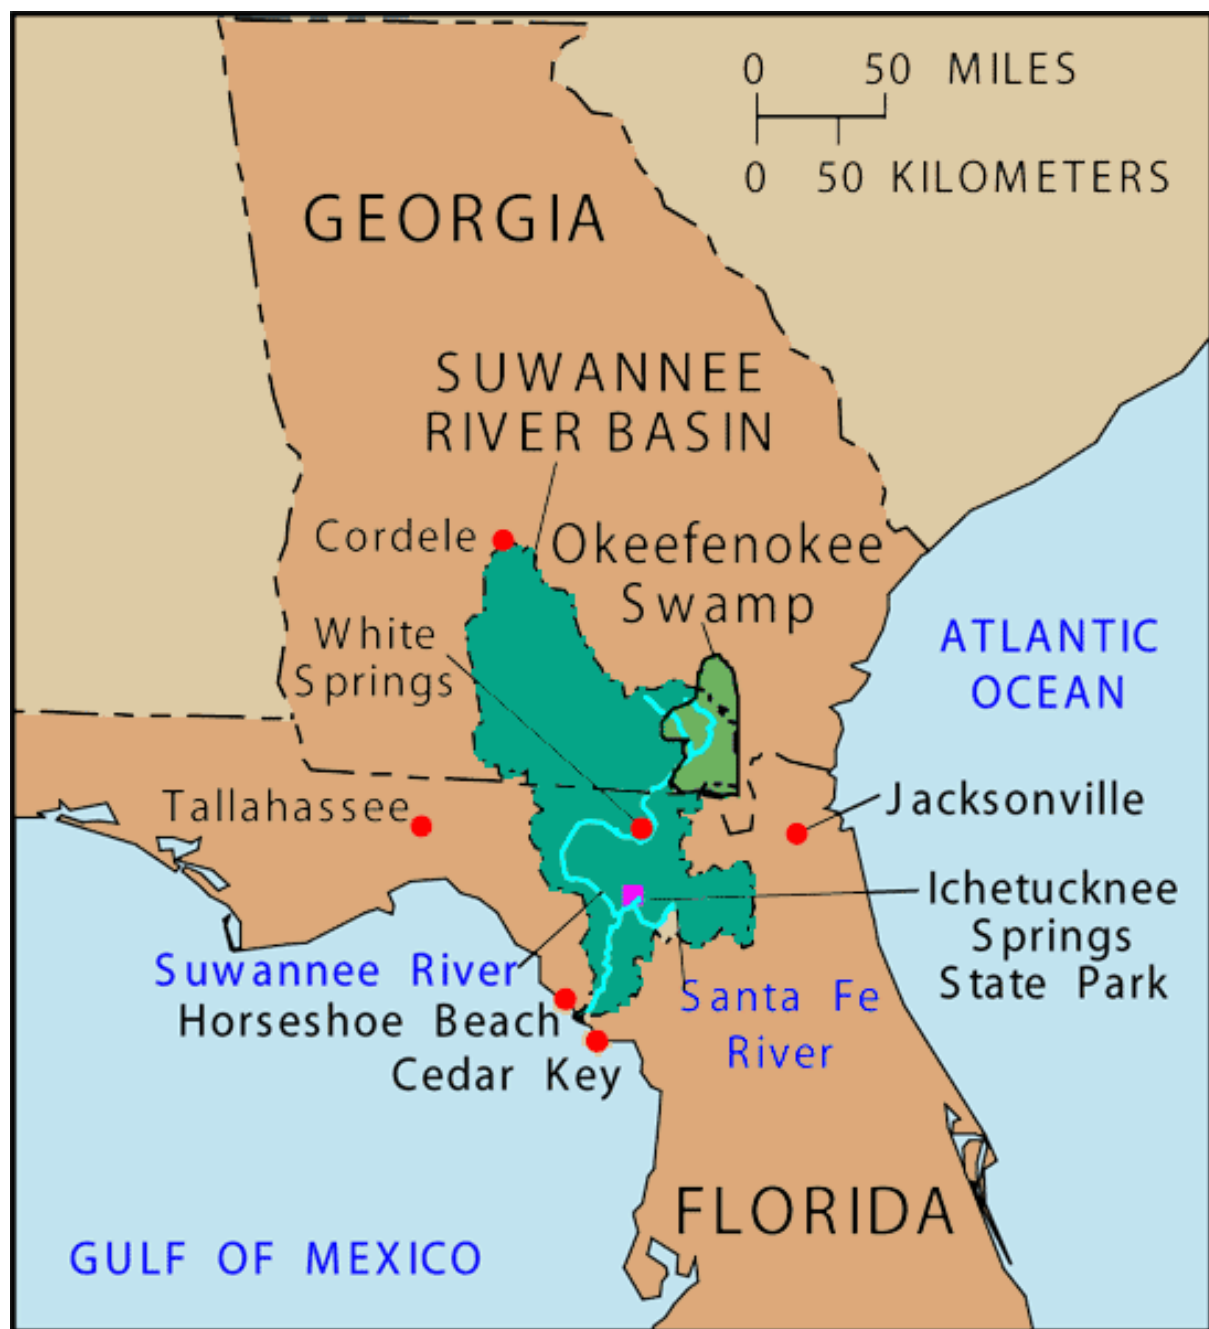 0 50 MILES
0 50 KILOMETERS
GEORGIA
SUWANNEE
RIVER BASIN
Cordele
Okeefenokee
Swamp
White
Springs
ATLANTIC
OCEAN
Tallahassee
Jacksonville
Ichetucknee
Springs
State Park
Suwannee River
Horseshoe Beach
Cedar Key
Santa Fe
River
FLORIDA
GULF OF MEXICO